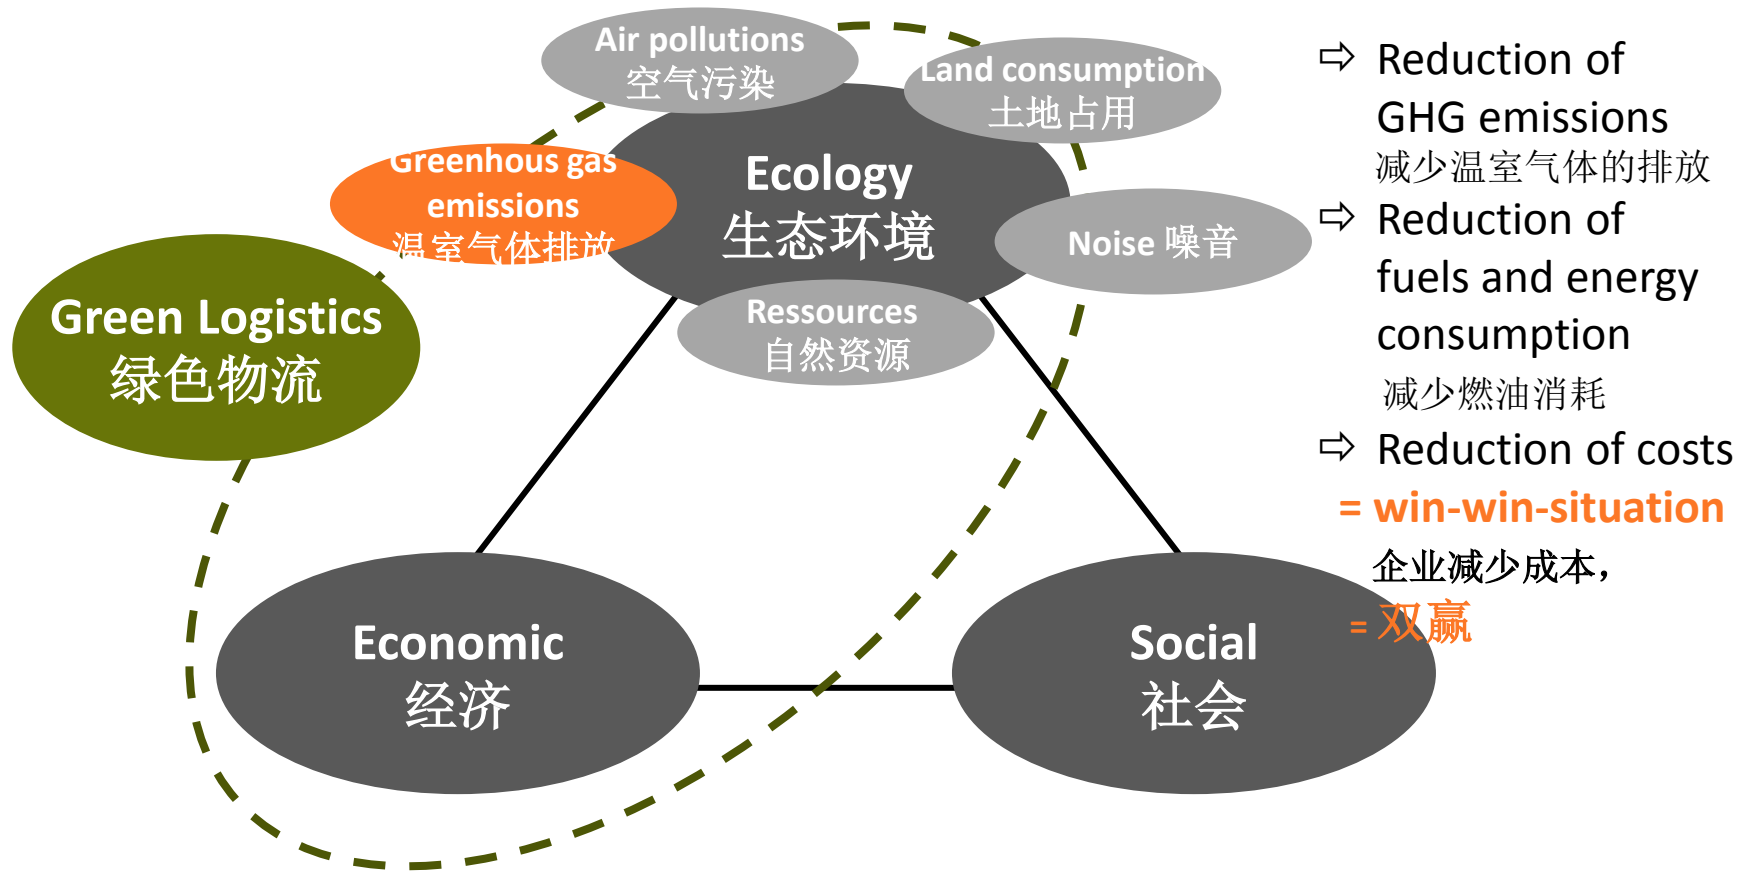 Air pollutions
空气污染
Land consumption
土地占用
Greenhous gas
emissions
温室气体排放
Ecology
生态环境
Noise 噪音
Ressources
自然资源
Green Logistics
绿色物流
Economic
经济
Social
社会
⇨ Reduction of
GHG emissions
减少温室气体的排放
⇨ Reduction of
fuels and energy
consumption
减少燃油消耗
⇨ Reduction of costs
= win-win-situation
企业减少成本，
= 双赢